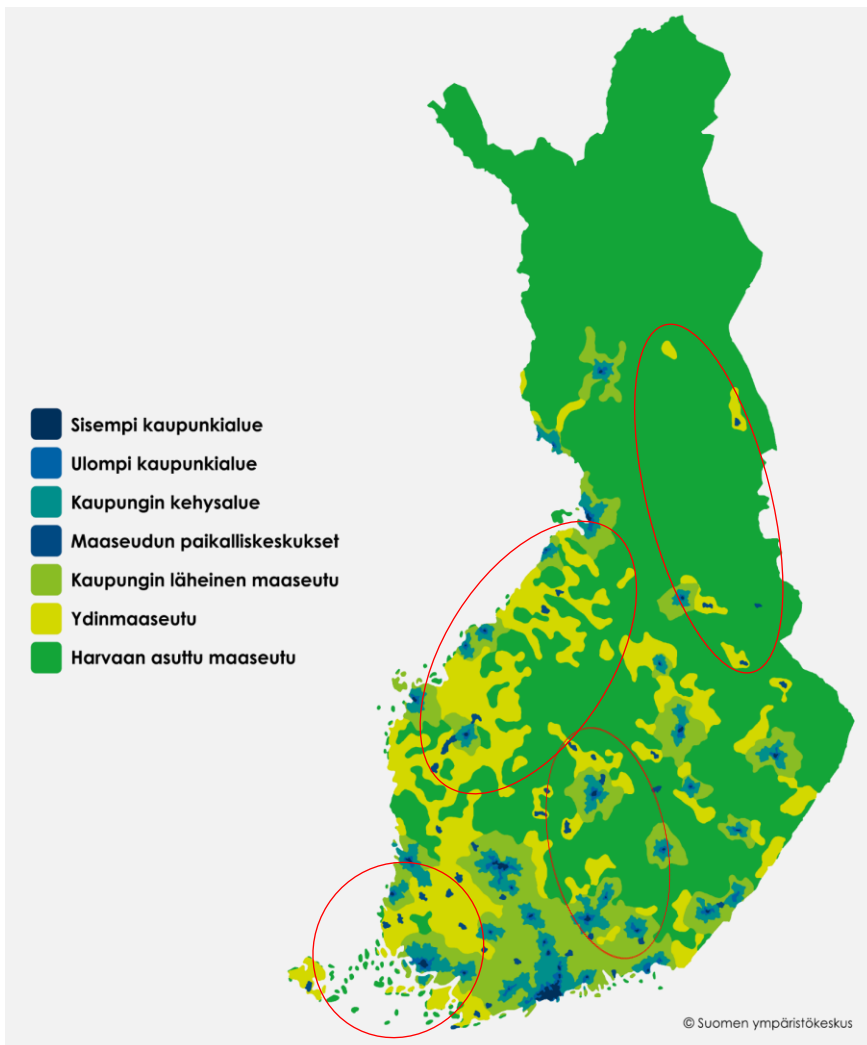 Sisempi kaupunkialue
Ulompi kaupunkialue
Kaupungin kehysalue
Maaseudun paikalliskeskukset
Kaupungin läheinen maaseutu
Ydinmaaseutu
Harvaan asuttu maaseutu
© Suomen ympäristökeskus